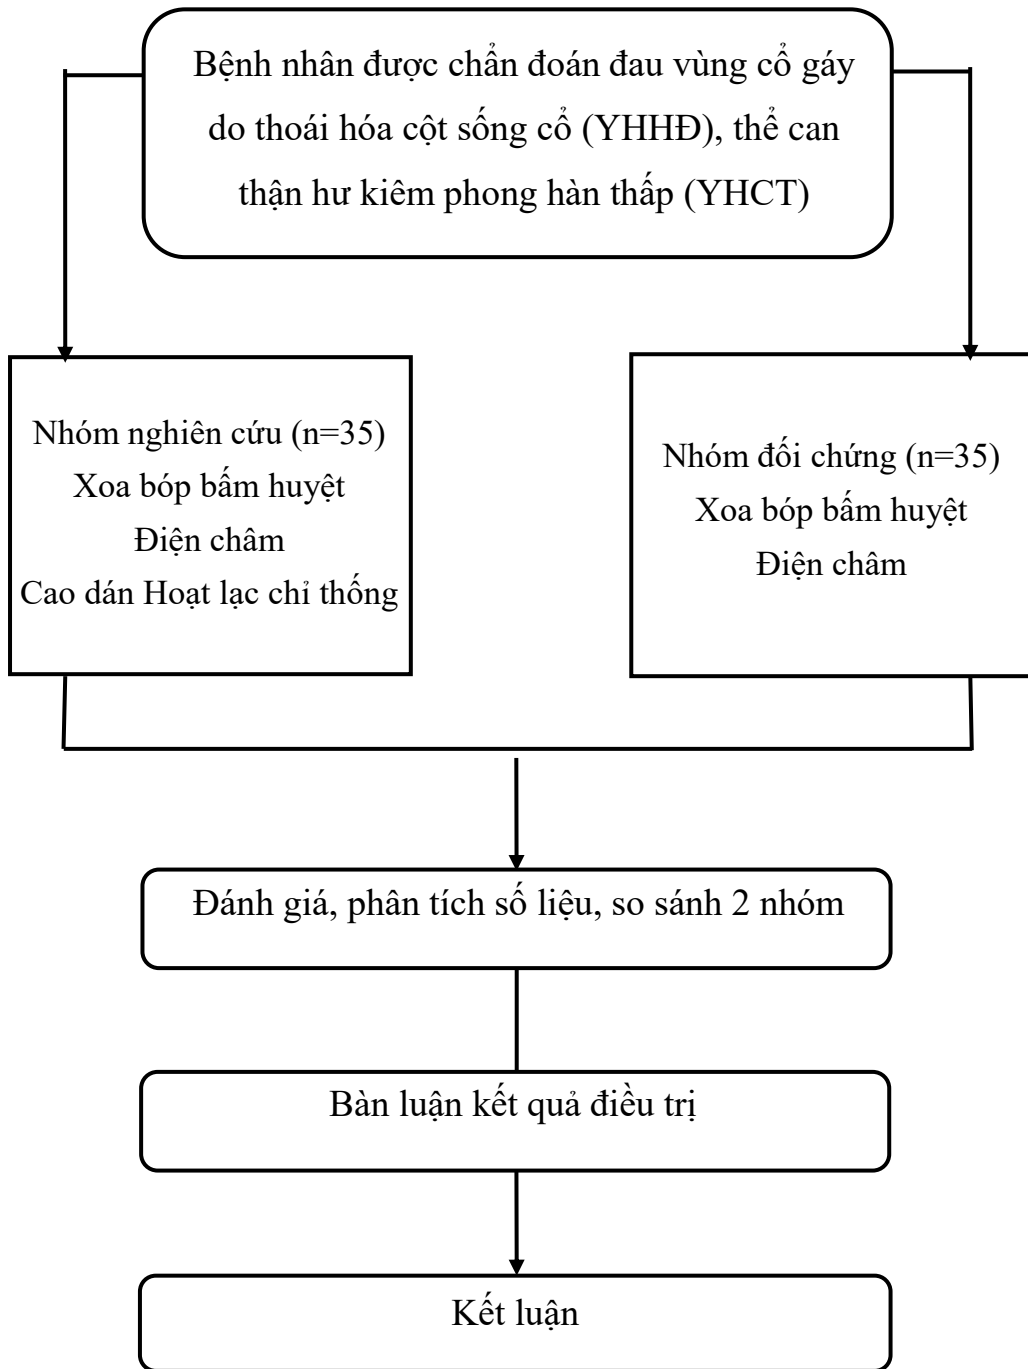 Bệnh nhân được chẩn đoán đau vùng cổ gáy
do thoái hóa cột sống cổ (YHHĐ), thể can
thận hư kiêm phong hàn thấp (YHCT)
Nhóm nghiên cứu (n=35)
Xoa bóp bấm huyệt
Điện châm
Cao dán Hoạt lạc chỉ thống
Nhóm đối chứng (n=35)
Xoa bóp bấm huyệt
Điện châm
Đánh giá, phân tích số liệu, so sánh 2 nhóm
Bàn luận kết quả điều trị
Kết luận